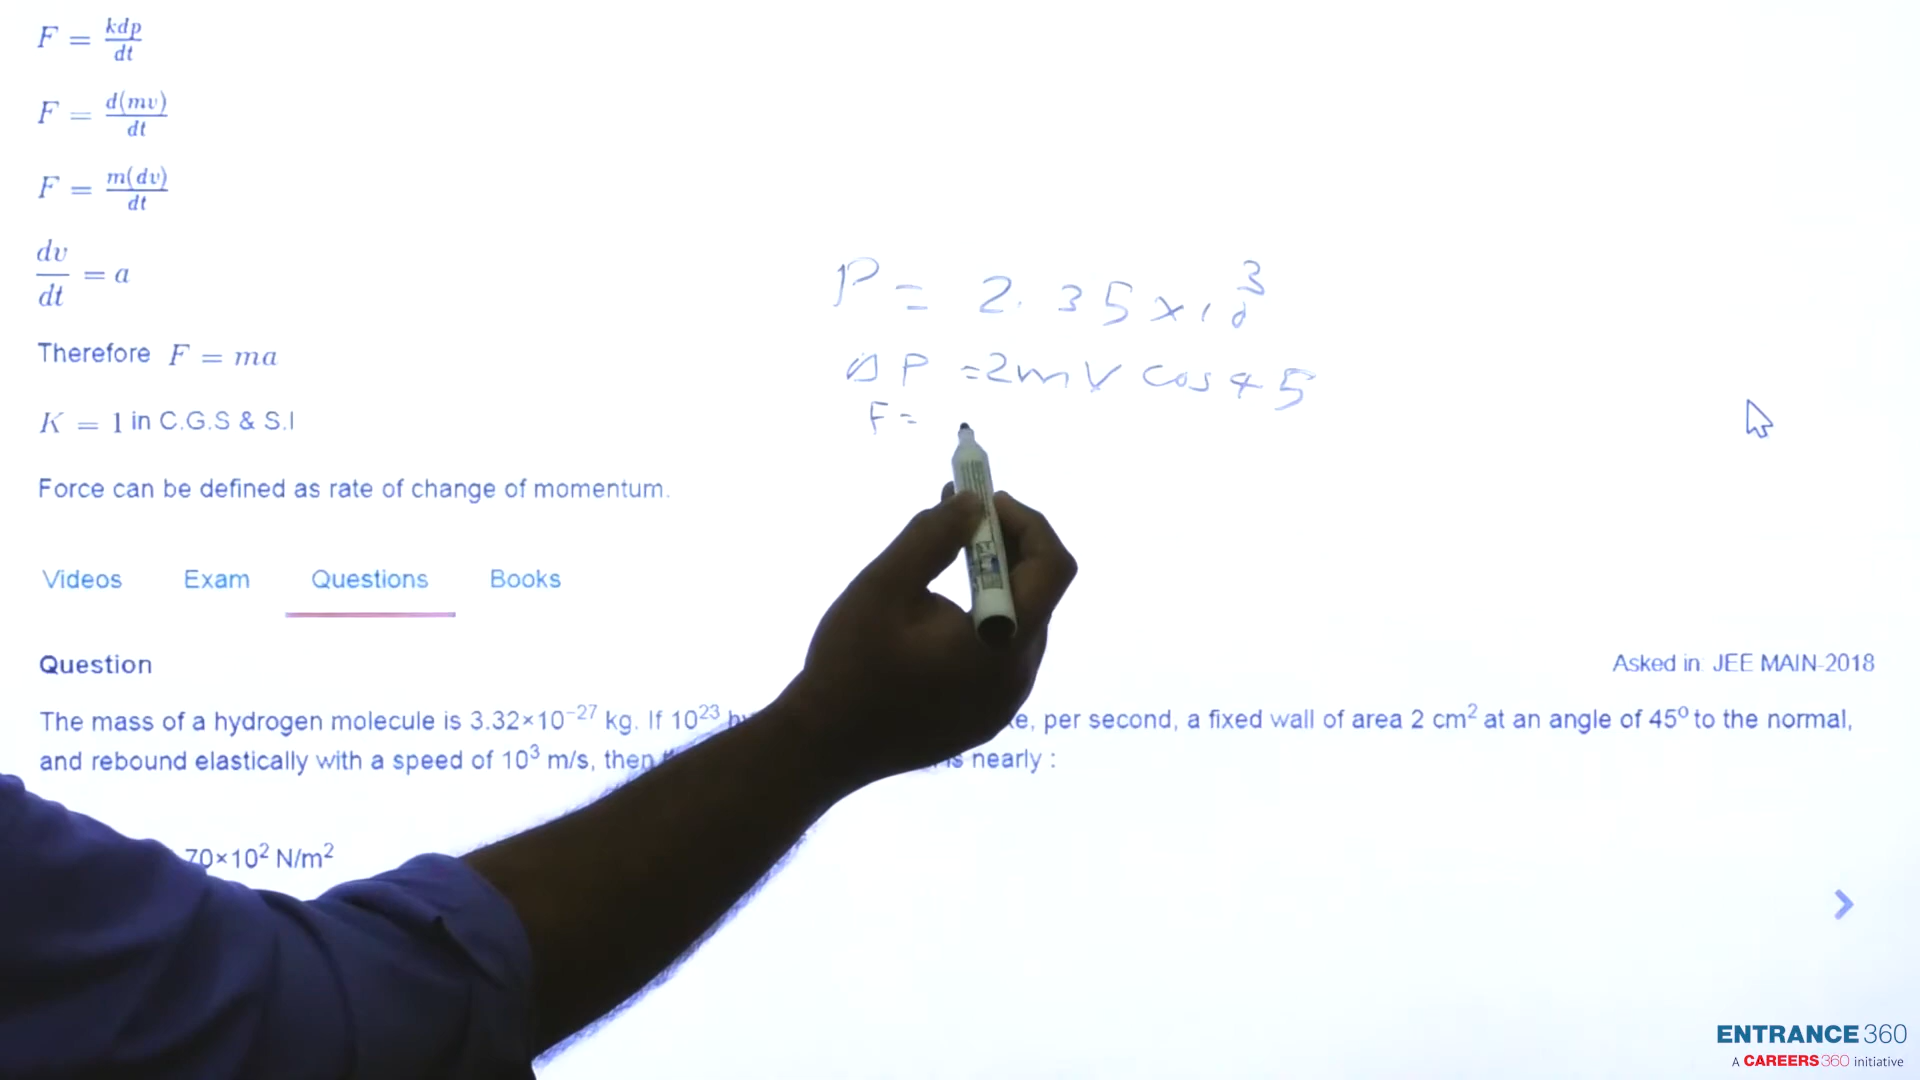 F = kdp/dt
F = d(mv)/dt
F = m(dv)/dt
dv/dt = a
Therefore F = ma
K = 1 in C.G.S & S.I
Force can be defined as rate of change of momentum.
P = 2.35×10³
ΔP = 2mV cos 45
F =
Videos Exam Questions Books
Question
Asked in JEE MAIN-2018
The mass of a hydrogen molecule is 3.32×10⁻²⁷ kg. If 10²³ per second, a fixed wall of area 2 cm² at an angle of 45º to the normal,
and rebound elastically with a speed of 10³ m/s, then nearly :
70×10² N/m²
ENTRANCE 360
A CAREERS360 initiative